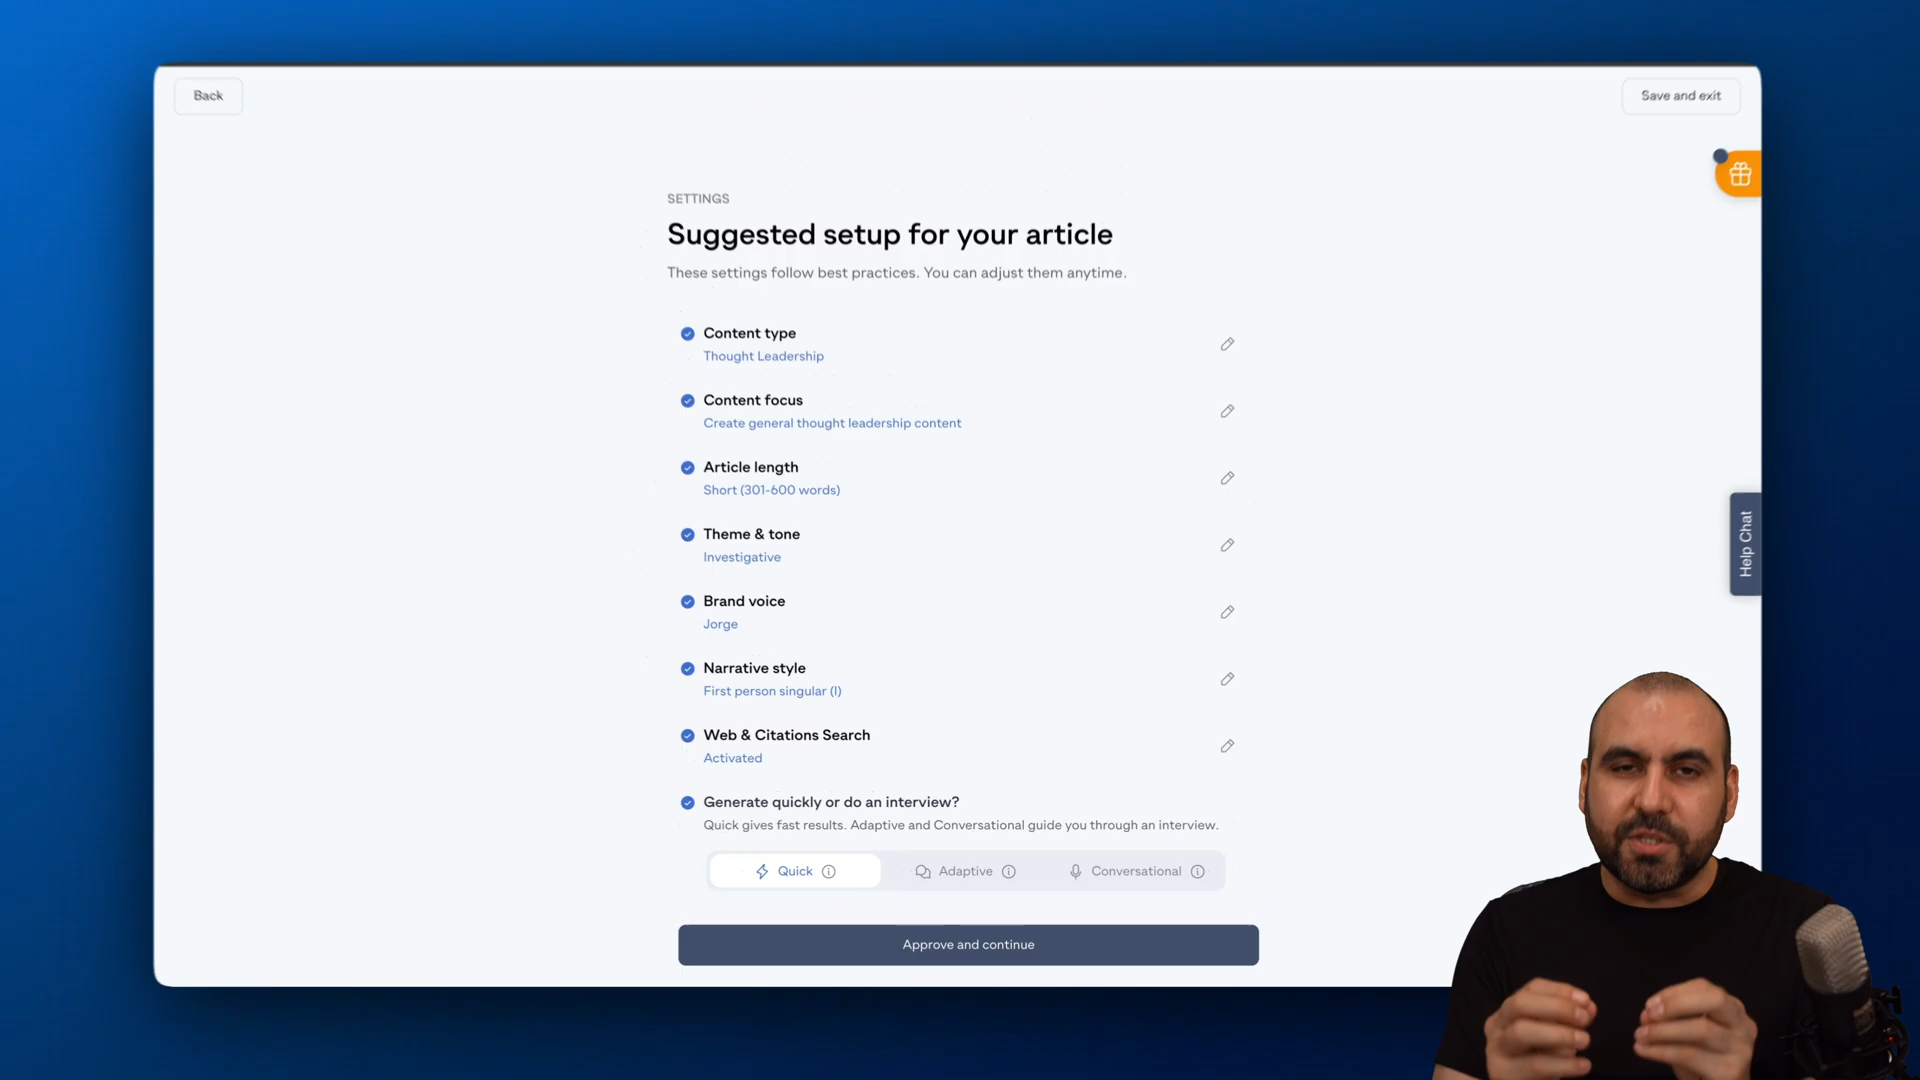 Back
Save and exit
SETTINGS
Suggested setup for your article
These settings follow best practices. You can adjust them anytime.
Content type
Thought Leadership
Content focus
Create general thought leadership content
Article length
Short (301-600 words)
Theme & tone
Investigative
Help Chat
Brand voice
Jorge
Narrative style
First person singular (I)
Web & Citations Search
Activated
Generate quickly or do an interview?
Quick gives fast results. Adaptive and Conversational guide you through an interview.
Quick
Adaptive
Conversational
Approve and continue